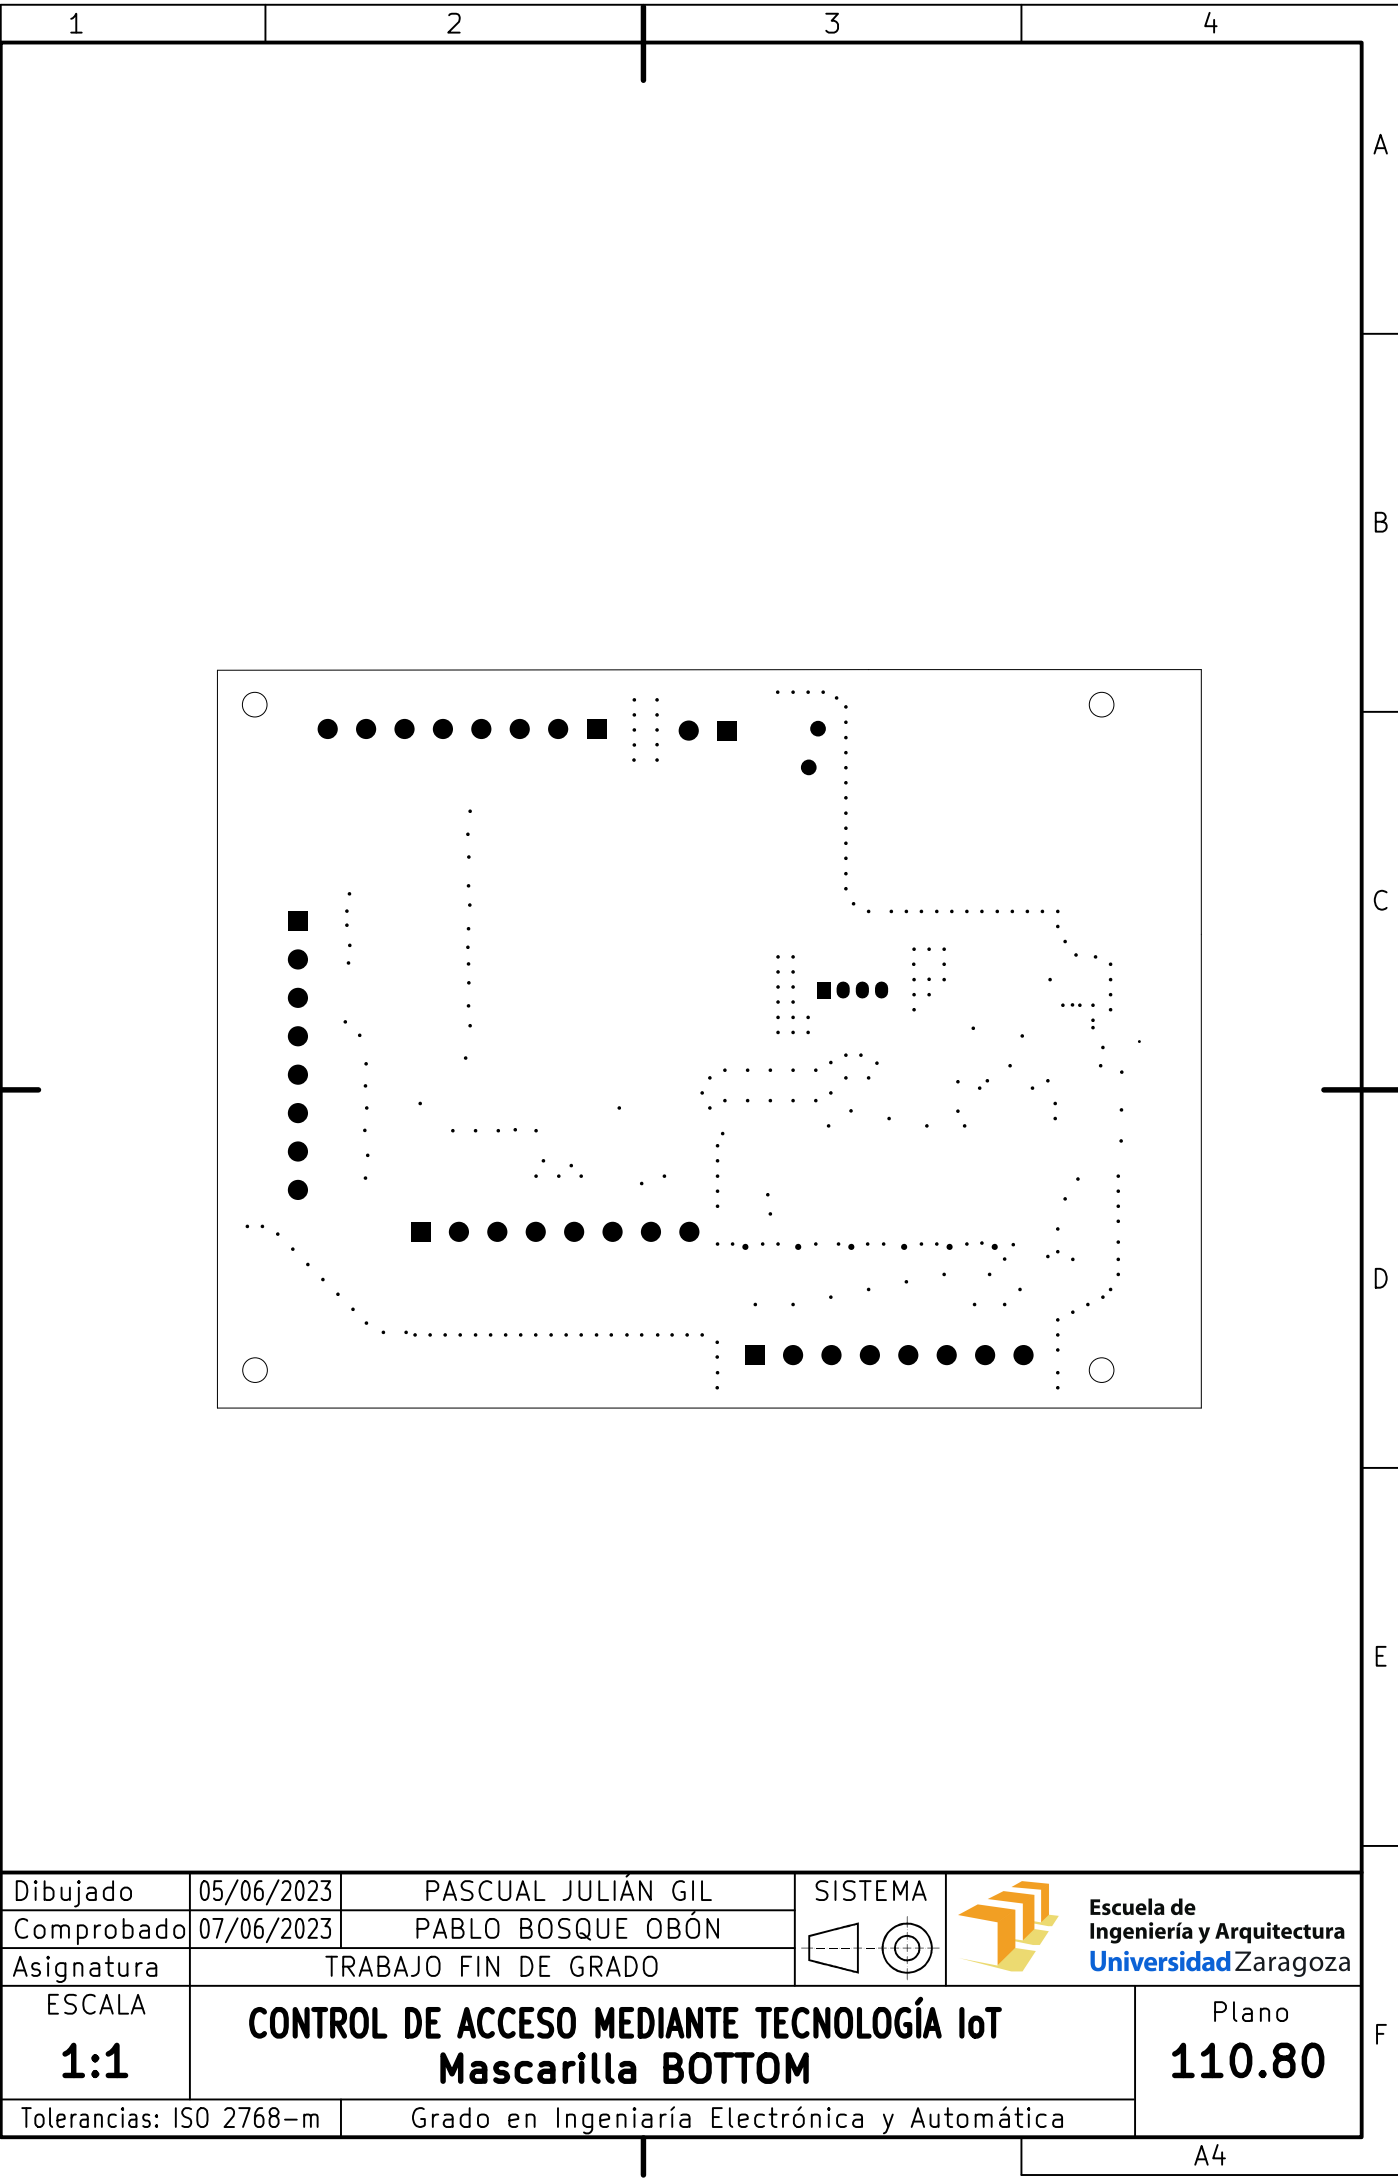 1 2 3 4
A
B
C
D
E
F
Dibujado 05/06/2023 PASCUAL JULIÁN GIL SISTEMA
Comprobado 07/06/2023 PABLO BOSQUE OBÓN
Asignatura TRABAJO FIN DE GRADO
Escuela de
Ingeniería y Arquitectura
Universidad Zaragoza
ESCALA
1:1
CONTROL DE ACCESO MEDIANTE TECNOLOGÍA IoT
Mascarilla BOTTOM
Plano
110.80
Tolerancias: ISO 2768-m Grado en Ingeniaría Electrónica y Automática
A4